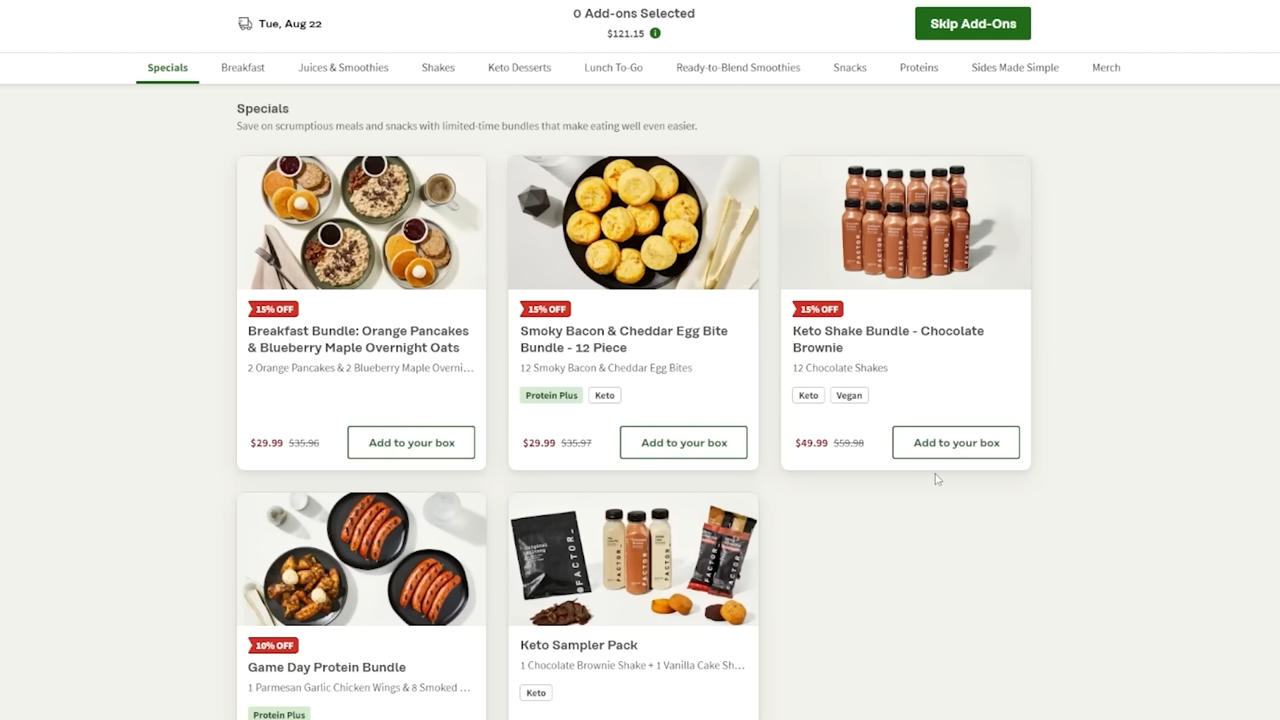 Tue, Aug 22
0 Add-ons Selected
$121.15
Skip Add-Ons
Specials
Breakfast
Juices & Smoothies
Shakes
Keto Desserts
Lunch To-Go
Ready-to-Blend Smoothies
Snacks
Proteins
Sides Made Simple
Merch
Specials
Save on scrumptious meals and snacks with limited-time bundles that make eating well even easier.
15% OFF
Breakfast Bundle: Orange Pancakes
& Blueberry Maple Overnight Oats
2 Orange Pancakes & 2 Blueberry Maple Overni...
$29.99 $35.96
Add to your box
15% OFF
Smoky Bacon & Cheddar Egg Bite
Bundle - 12 Piece
12 Smoky Bacon & Cheddar Egg Bites
Protein Plus
Keto
$29.99 $35.97
Add to your box
FACTOR_
15% OFF
Keto Shake Bundle - Chocolate
Brownie
12 Chocolate Shakes
Keto
Vegan
$49.99 $59.98
Add to your box
10% OFF
Game Day Protein Bundle
1 Parmesan Garlic Chicken Wings & 8 Smoked ...
Protein Plus
FACTOR_
FACTOR_
FACTOR_
FACTOR_
Keto Sampler Pack
1 Chocolate Brownie Shake + 1 Vanilla Cake Sh...
Keto